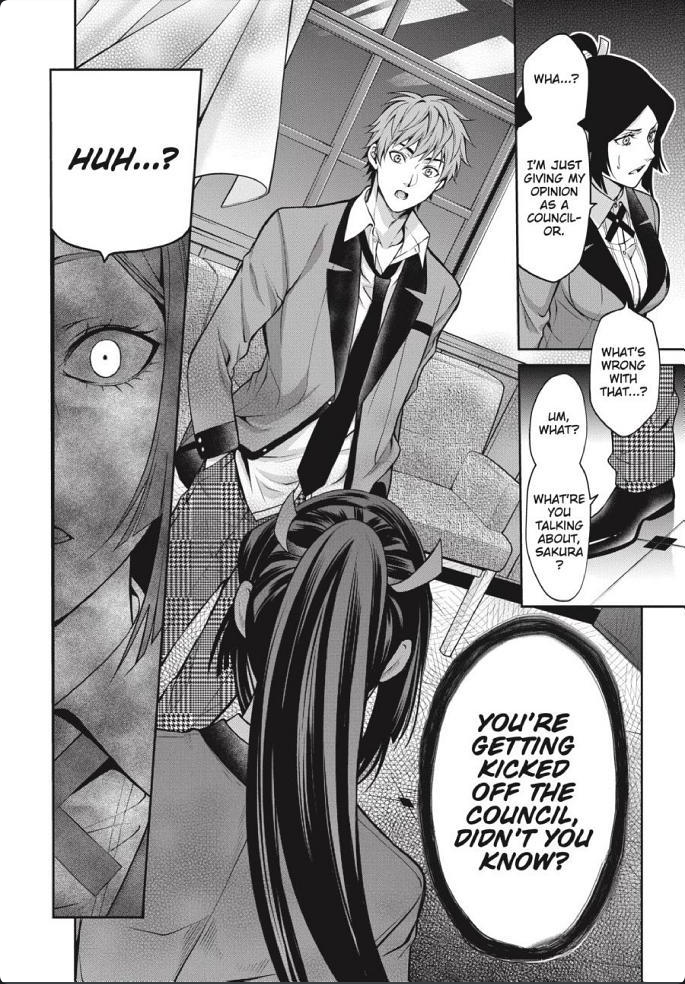 WHA...?
I'M JUST
GIVING MY
OPINION
AS A
COUNCIL-
OR.
WHAT'S
WRONG
WITH
THAT...?
UM,
WHAT?
WHAT'RE
YOU
TALKING
ABOUT,
SAKURA
?
YOU'RE
GETTING
KICKED
OFF THE
COUNCIL,
DIDN'T YOU
KNOW?
HUH...?